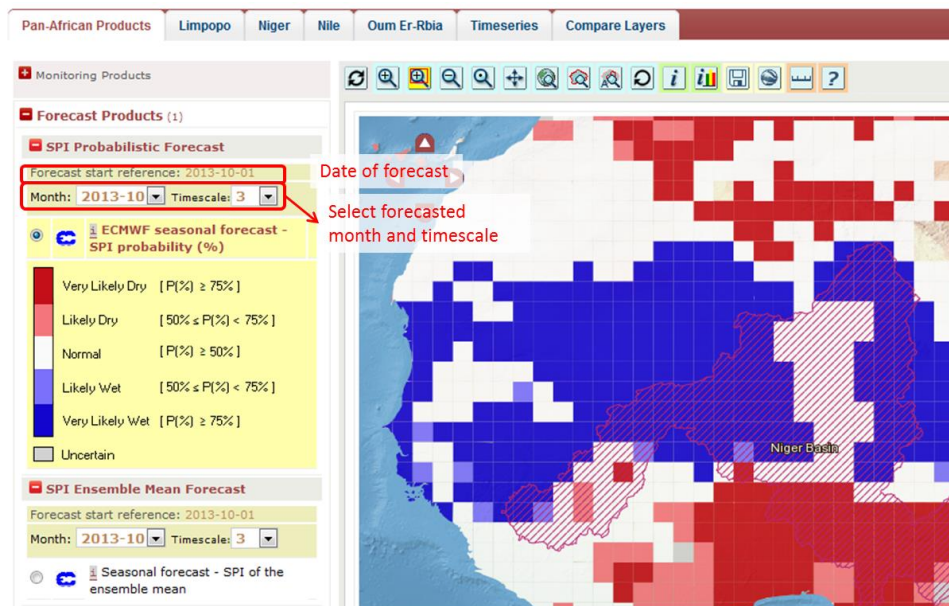 Pan-African Products
Limpopo
Niger
Nile
Oum Er-Rbia
Timeseries
Compare Layers
Monitoring Products
Forecast Products (1)
SPI Probabilistic Forecast
Forecast start reference: 2013-10-01
Month: 2013-10 Timescale: 3
Date of forecast
Select forecasted
month and timescale
i ECMWF seasonal forecast -
SPI probability (%)
Very Likely Dry [ P(%) ≥ 75% ]
Likely Dry [ 50% ≤ P(%) < 75% ]
Normal [ P(%) ≥ 50% ]
Likely Wet [ 50% ≤ P(%) < 75% ]
Very Likely Wet [ P(%) ≥ 75% ]
Uncertain
Niger Basin
SPI Ensemble Mean Forecast
Forecast start reference: 2013-10-01
Month: 2013-10 Timescale: 3
i Seasonal forecast - SPI of the
ensemble mean